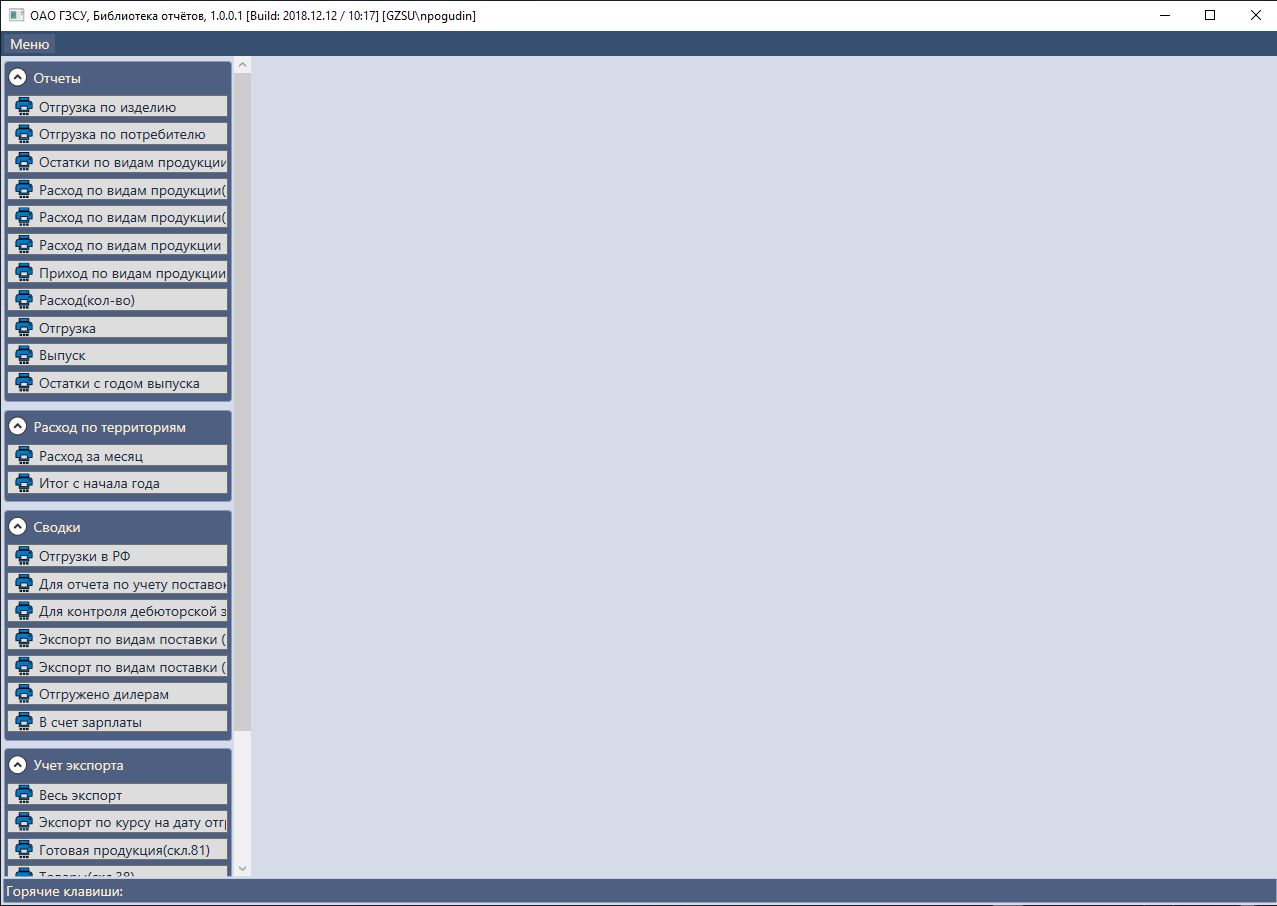 ОАО ГЗСУ, Библиотека отчётов, 1.0.0.1 [Build: 2018.12.12 / 10:17] [GZSU\npogudin]
Меню
Отчеты
Отгрузка по изделию
Отгрузка по потребителю
Остатки по видам продукции
Расход по видам продукции(
Расход по видам продукции(
Расход по видам продукции
Приход по видам продукции
Расход(кол-во)
Отгрузка
Выпуск
Остатки с годом выпуска
Расход по территориям
Расход за месяц
Итог с начала года
Сводки
Отгрузки в РФ
Для отчета по учету поставок
Для контроля дебюторской з
Экспорт по видам поставки (
Экспорт по видам поставки (
Отгружено дилерам
В счет зарплаты
Учет экспорта
Весь экспорт
Экспорт по курсу на дату отг
Готовая продукция(скл.81)
Товары(скл.38)
Горячие клавиши: